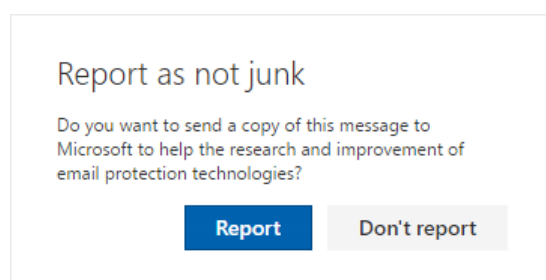 Report as not junk
Do you want to send a copy of this message to
Microsoft to help the research and improvement of
email protection technologies?
Report Don't report